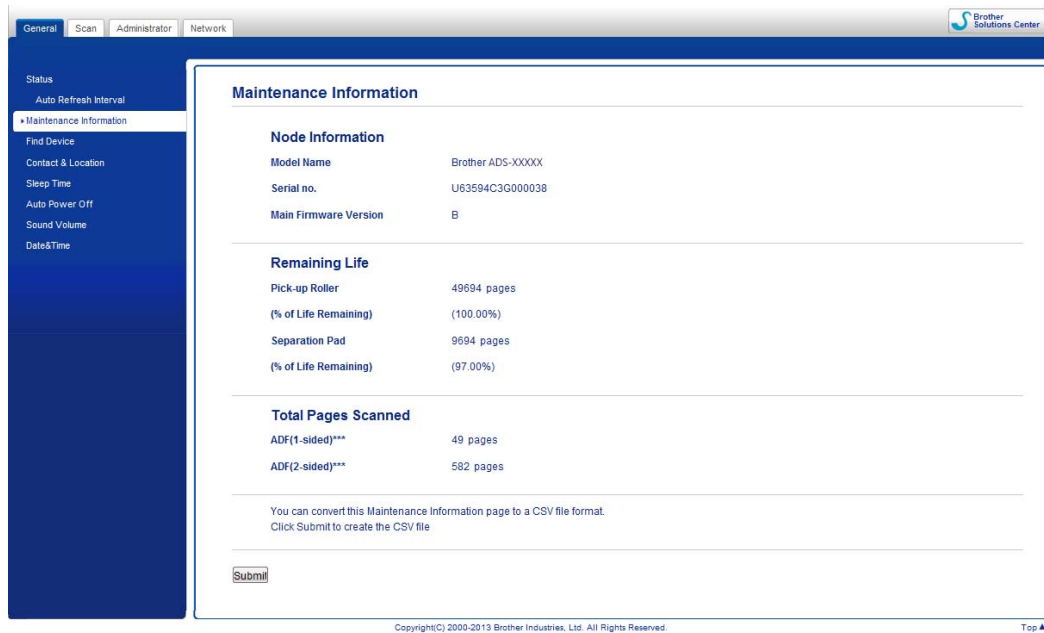 General Scan Administrator Network
Brother
Solutions Center
Status
Auto Refresh Interval
Maintenance Information
Find Device
Contact & Location
Sleep Time
Auto Power Off
Sound Volume
Date&Time
Maintenance Information
Node Information
Model Name Brother ADS-XXXXX
Serial no. U63594C3G000038
Main Firmware Version B
Remaining Life
Pick-up Roller 49694 pages
(% of Life Remaining) (100.00%)
Separation Pad 9694 pages
(% of Life Remaining) (97.00%)
Total Pages Scanned
ADF(1-sided)*** 49 pages
ADF(2-sided)*** 582 pages
You can convert this Maintenance Information page to a CSV file format.
Click Submit to create the CSV file
Submit
Copyright(C) 2000-2013 Brother Industries, Ltd. All Rights Reserved. Top▲